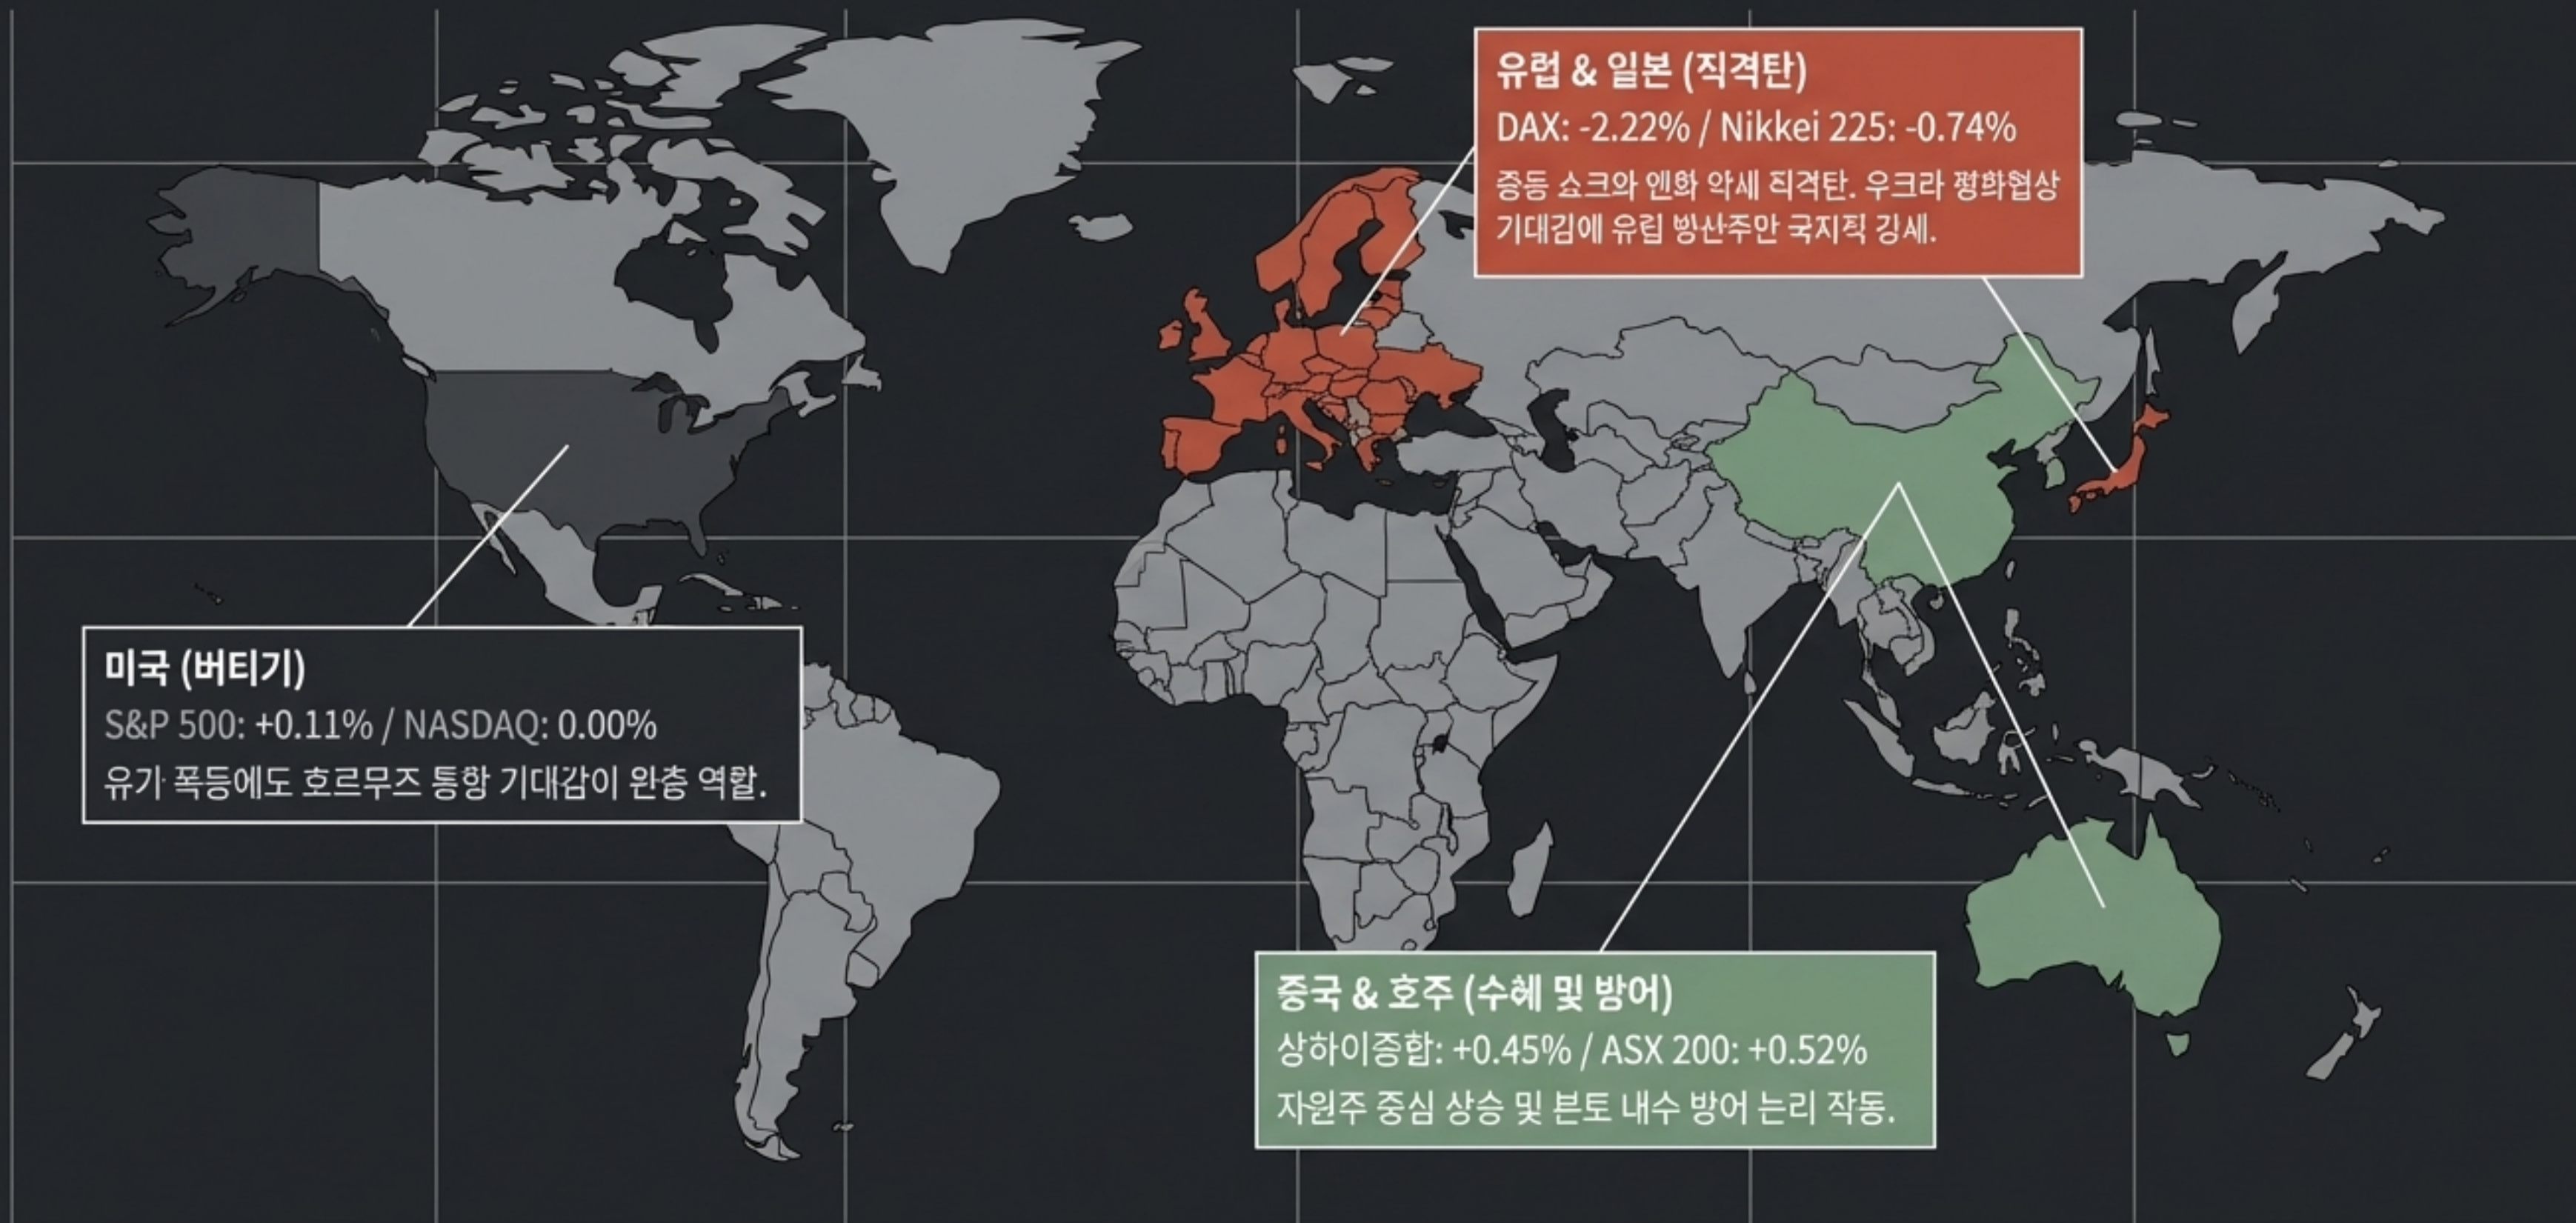 유럽 & 일본 (직격탄)
DAX: -2.22% / Nikkei 225: -0.74%
중동 쇼크와 엔화 약세 직격탄. 우크라 평화협상
기대김에 유립 방산주만 국지적 강세.
미국 (버티기)
S&P 500: +0.11% / NASDAQ: 0.00%
유가 폭등에도 호르무즈 통항 기대감이 완충 역할.
중국 & 호주 (수혜 및 방어)
상하이종합: +0.45% / ASX 200: +0.52%
자원주 중심 상승 및 본토 내수 방어 논리 작동.